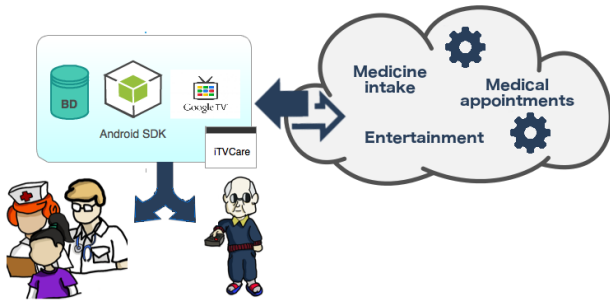 BD
Google TV
Android SDK
iTVCare
Medicine
intake
Medical
appointments
Entertainment